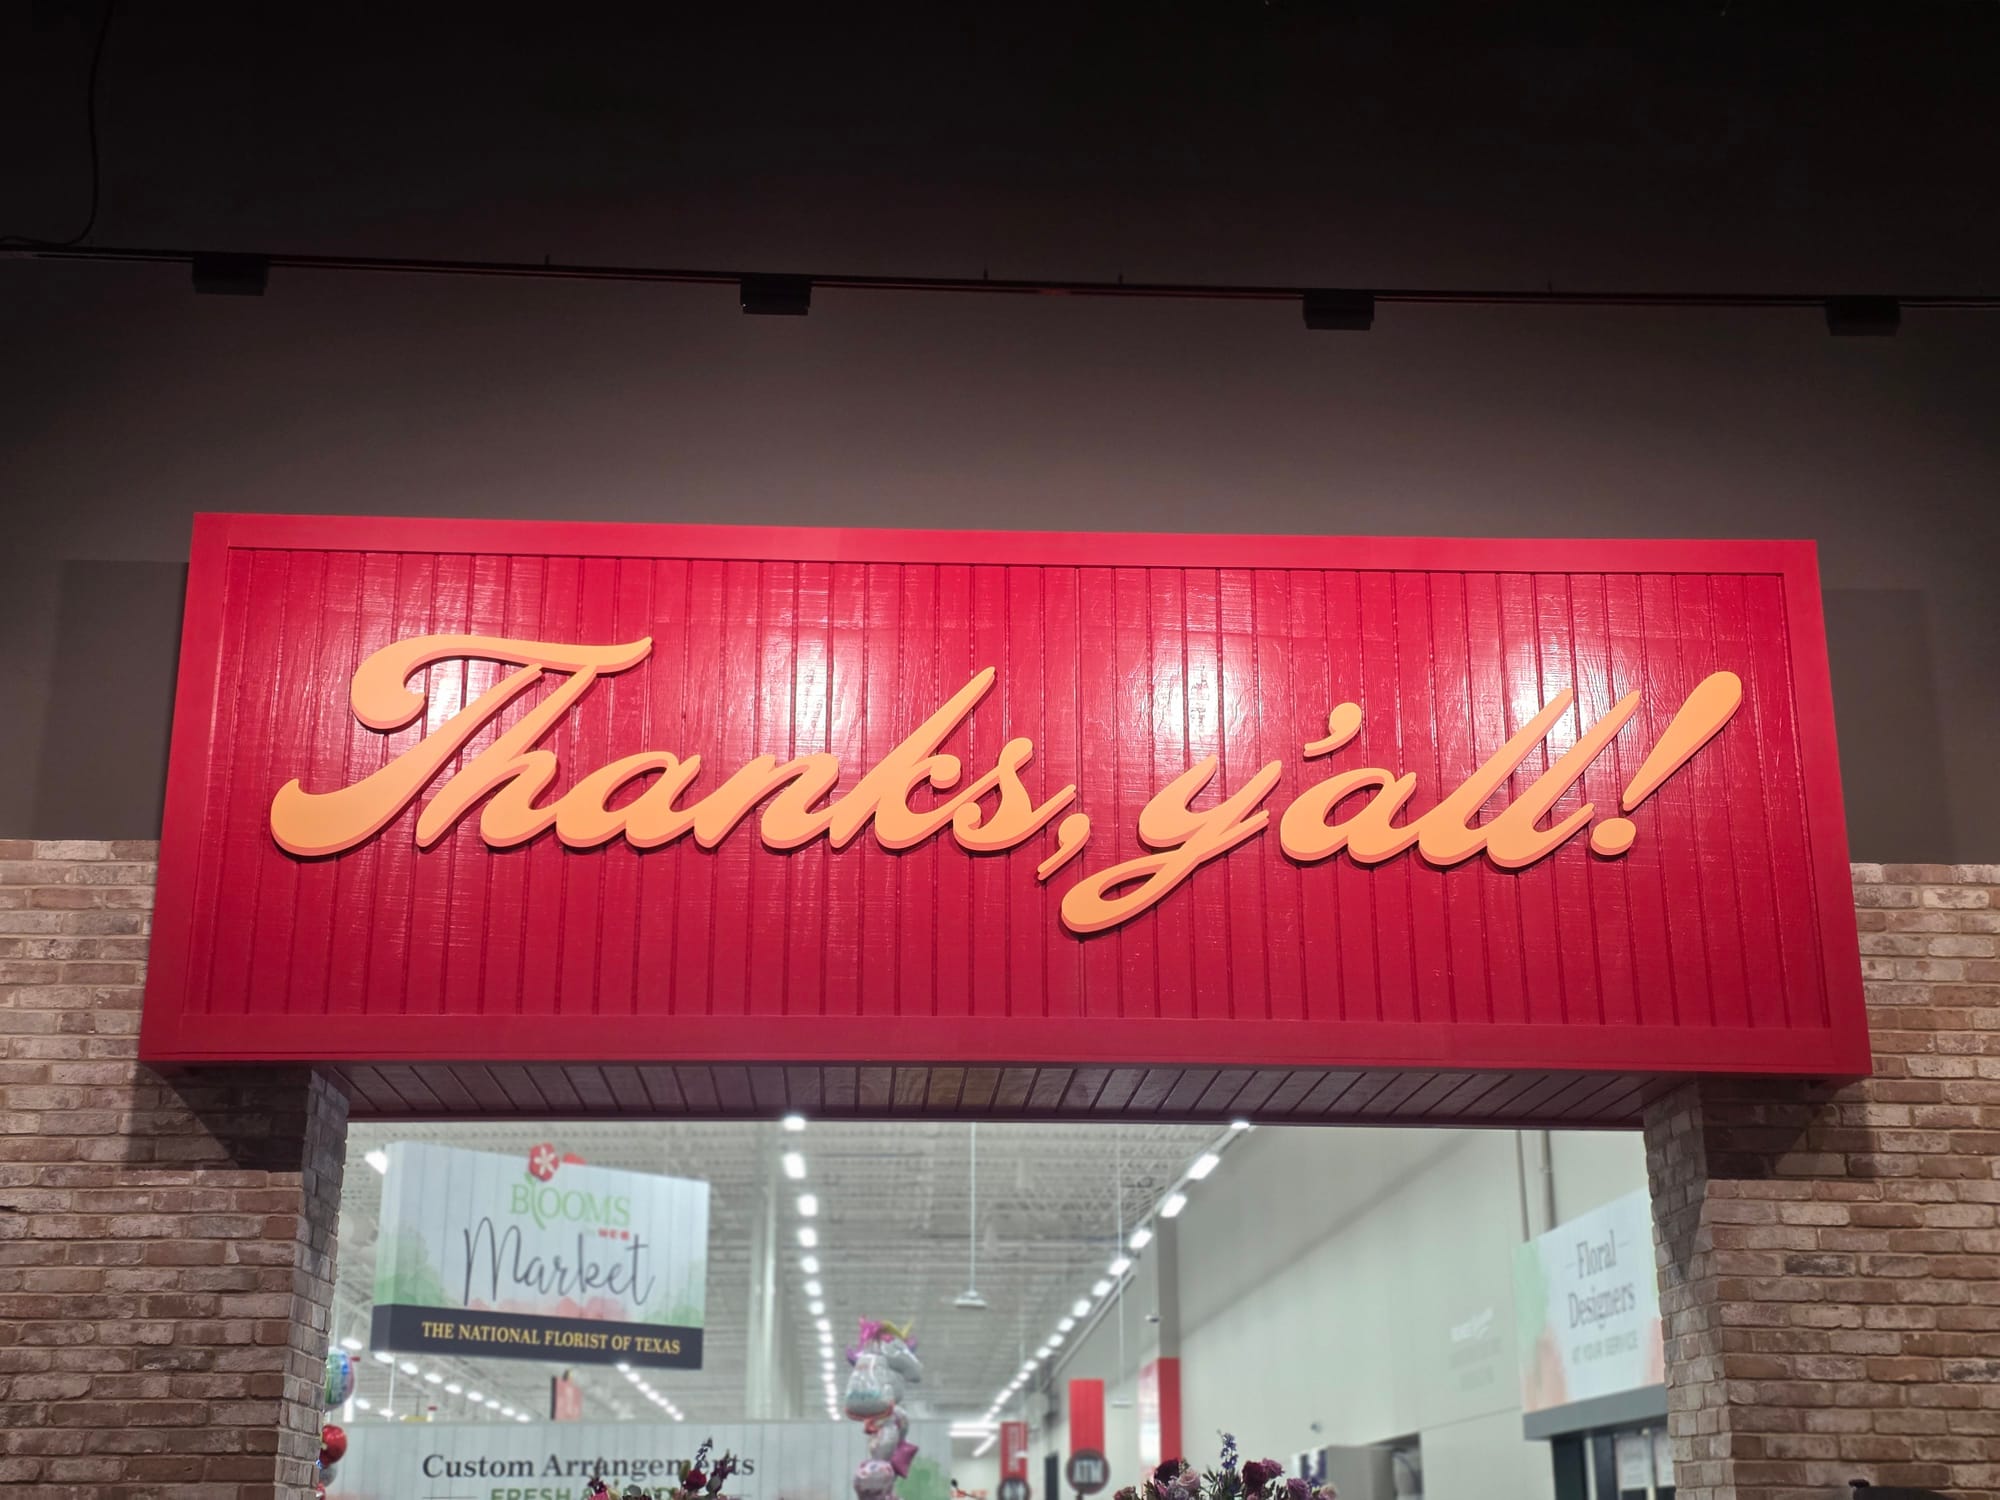 Thanks, y'all!
BLOOMS
Market
THE NATIONAL FLORIST OF TEXAS
Floral
Designers
AT YOUR SERVICE
Custom Arrangements
ATM